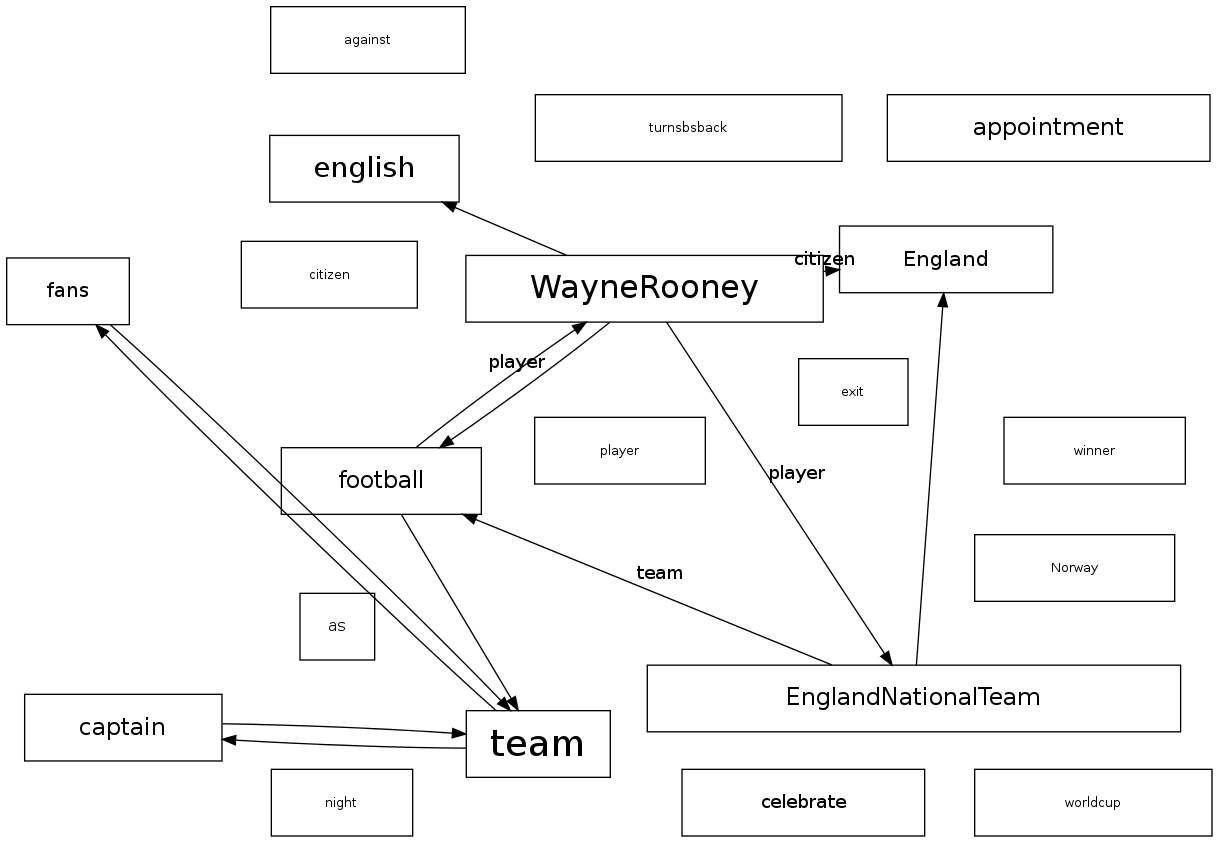 against
turnsbsback
appointment
english
citizen
England
citizen
WayneRooney
fans
player
exit
player
winner
football
player
team
Norway
as
EnglandNationalTeam
captain
team
night
celebrate
worldcup